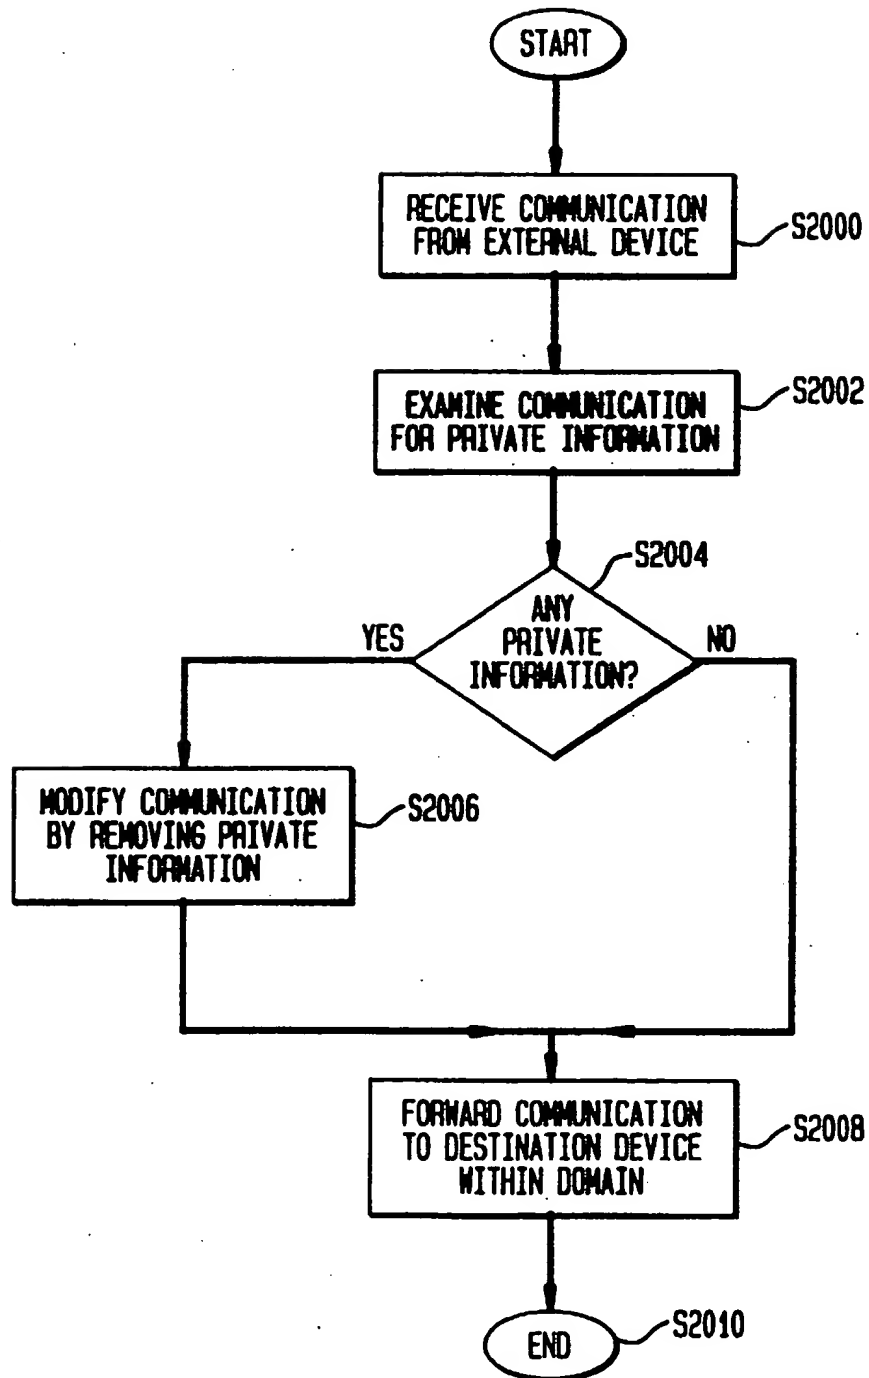 START
RECEIVE COMMUNICATION
FROM EXTERNAL DEVICE
S2000
EXAMINE COMMUNICATION
FOR PRIVATE INFORMATION
S2002
S2004
ANY
PRIVATE
INFORMATION?
YES
NO
MODIFY COMMUNICATION
BY REMOVING PRIVATE
INFORMATION
S2006
FORWARD COMMUNICATION
TO DESTINATION DEVICE
WITHIN DOMAIN
S2008
END
S2010